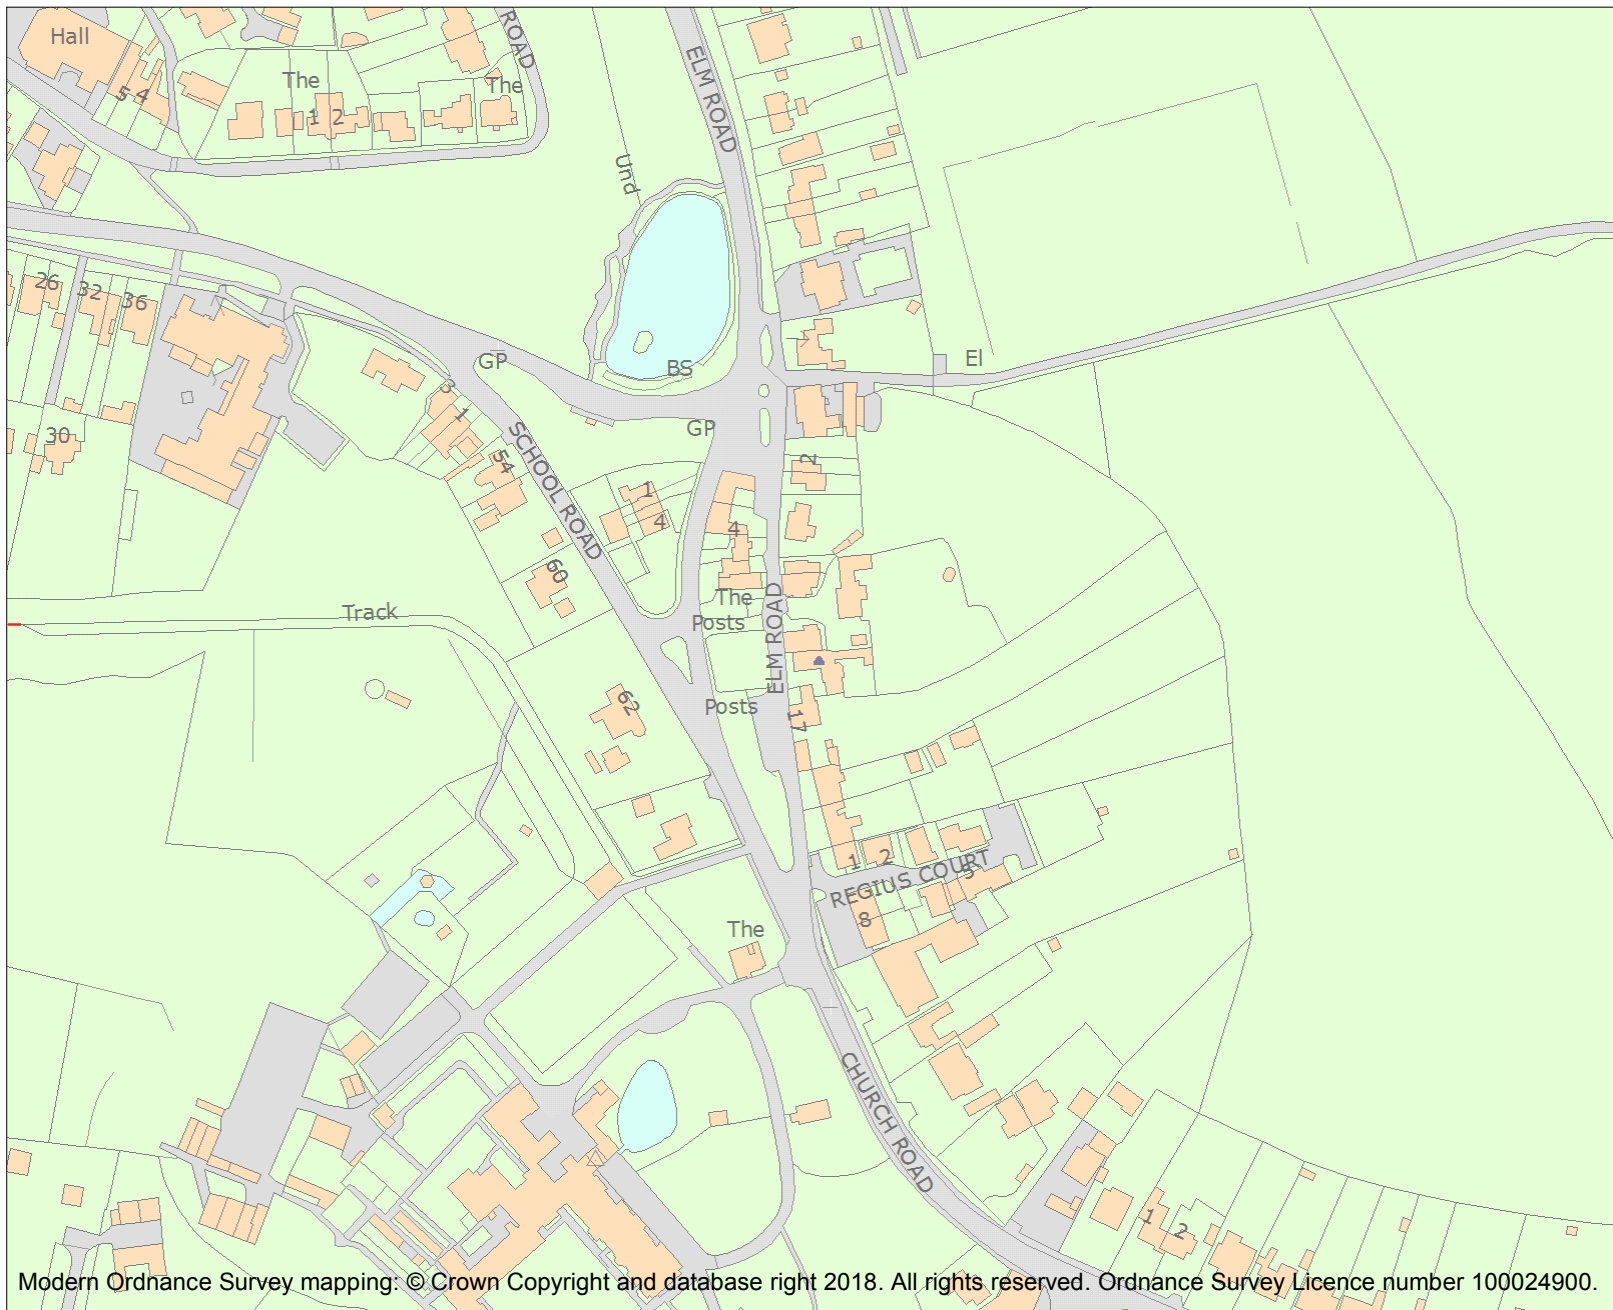 Hall
5 4
The
1 2
The
ROAD
ELM ROAD
Und
26
32
36
GP
BS
El
3
1
GP
30
54
SCHOOL ROAD
1
4
4
2
60
Track
The
Posts
ELM ROAD
62
Posts
17
1
2
REGIUS COURT
5
8
The
CHURCH ROAD
1
2
Modern Ordnance Survey mapping: © Crown Copyright and database right 2018. All rights reserved. Ordnance Survey Licence number 100024900.